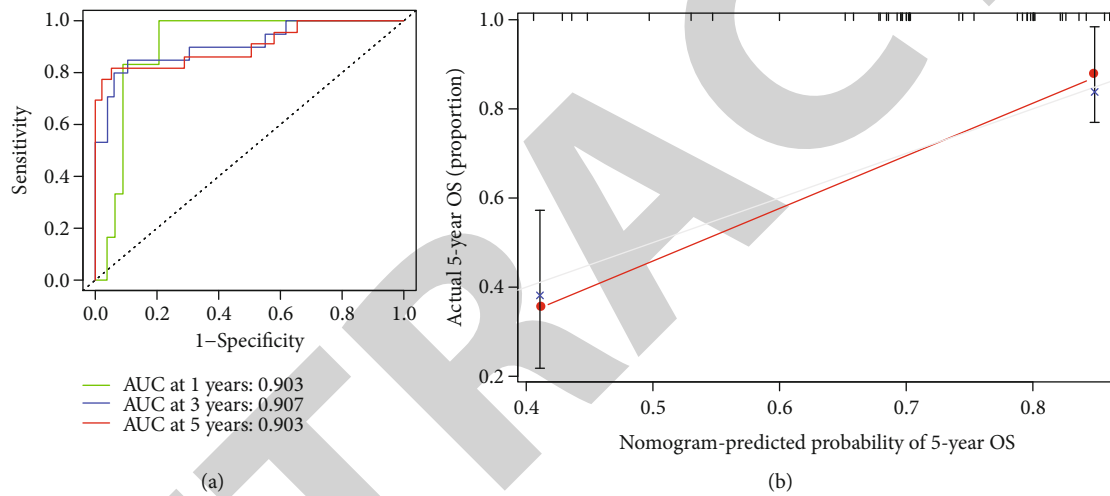 1.0
0.8
0.6
0.4
0.2
0.0
Sensitivity
0.0 0.2 0.4 0.6 0.8 1.0
1−Specificity
AUC at 1 years: 0.903
AUC at 3 years: 0.907
AUC at 5 years: 0.903
(a)
1.0
0.8
0.6
0.4
0.2
Actual 5-year OS (proportion)
0.4 0.5 0.6 0.7 0.8
Nomogram-predicted probability of 5-year OS
(b)
TRAC